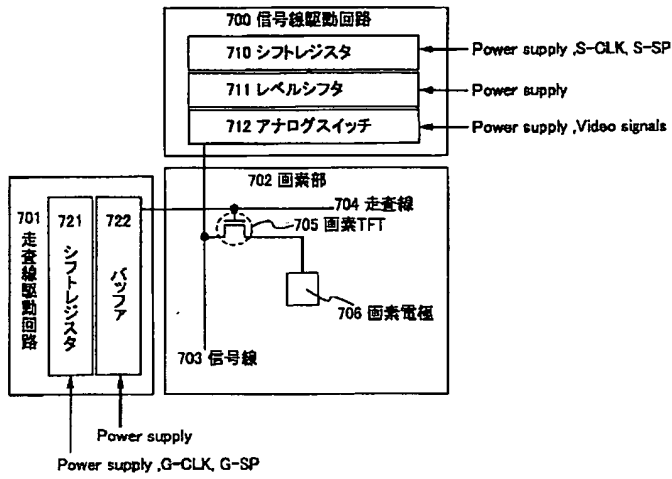 700 信号線駆動回路
710 シフトレジスタ
Power supply ,S-CLK, S-SP
711 レベルシフタ
Power supply
712 アナログスイッチ
Power supply ,Video signals
702 画素部
704 走査線
705 画素TFT
706 画素電極
703 信号線
701 走査線駆動回路
721 シフトレジスタ
722 バッファ
Power supply
Power supply ,G-CLK, G-SP